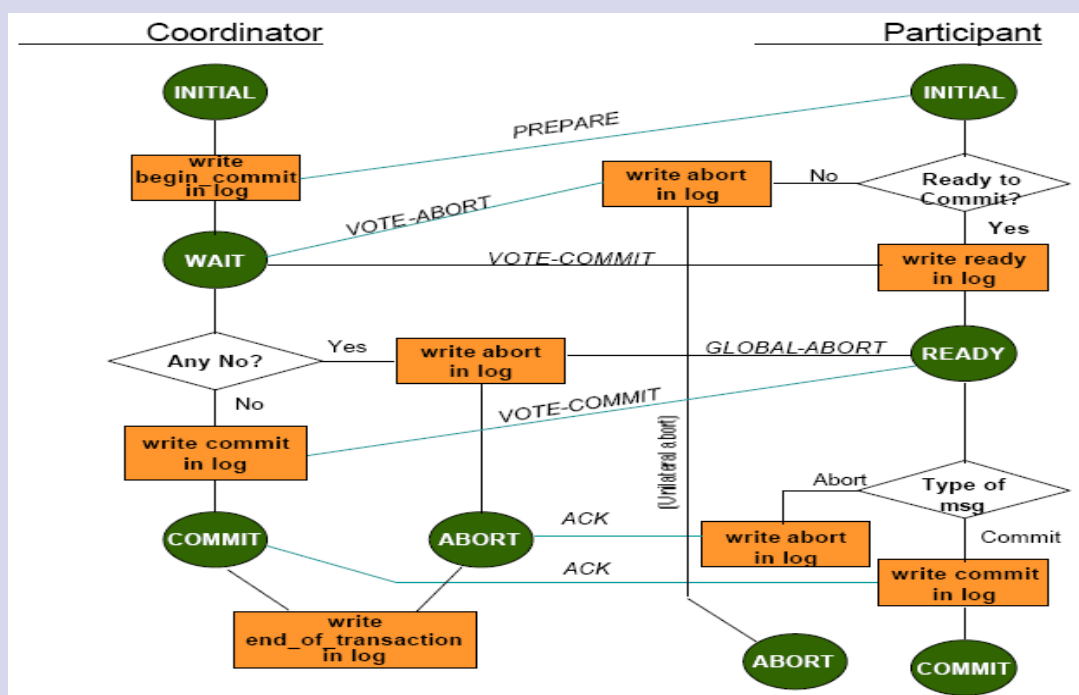 Coordinator
Participant
INITIAL
INITIAL
PREPARE
write
begin_commit
in log
write abort
in log
No
Ready to
Commit?
VOTE-ABORT
Yes
WAIT
VOTE-COMMIT
write ready
in log
Any No?
Yes
write abort
in log
GLOBAL-ABORT
READY
No
VOTE-COMMIT
write commit
in log
(Unilateral abort)
Abort
Type of
msg
COMMIT
ACK
ABORT
write abort
in log
Commit
ACK
write commit
in log
write
end_of_transaction
in log
ABORT
COMMIT